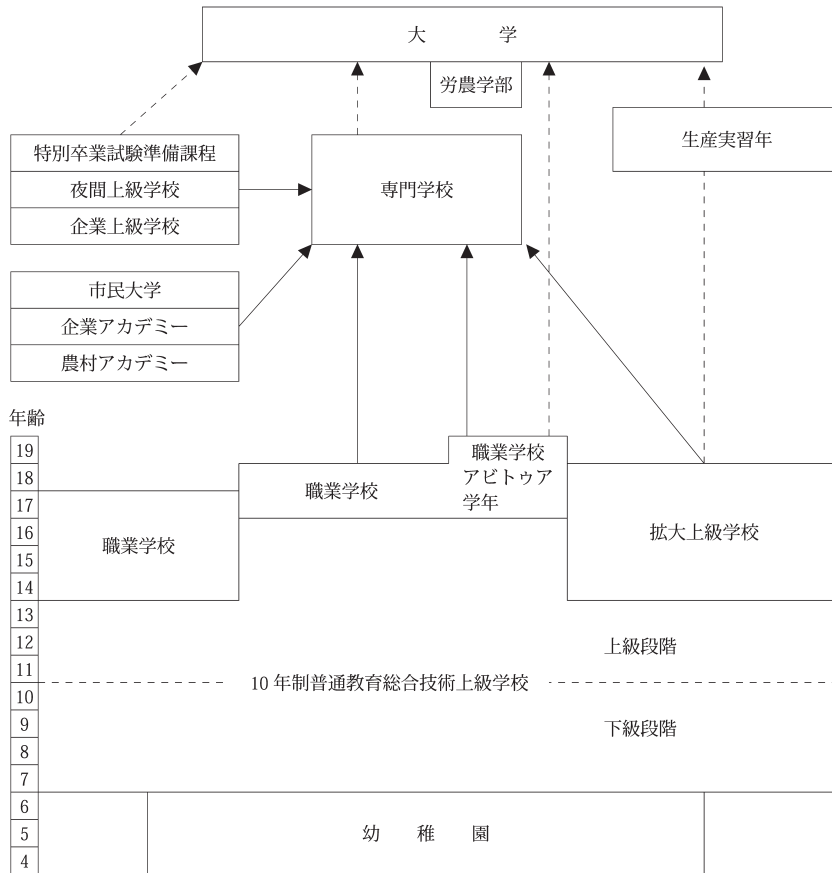 大 学
労農学部
生産実習年
特別卒業試験準備課程
夜間上級学校
企業上級学校
専門学校
市民大学
企業アカデミー
農村アカデミー
年齢
19
18
17
16
15
14
13
12
11
10
9
8
7
6
5
4
職業学校
アビトゥア
学年
職業学校
職業学校
拡大上級学校
上級段階
10年制普通教育総合技術上級学校
下級段階
幼 稚 園